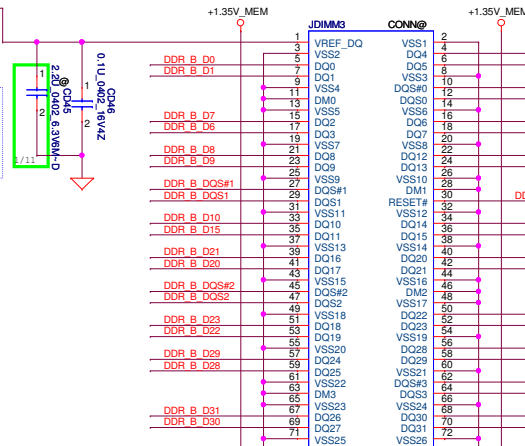 +1.35V_MEM
+1.35V_MEM
JDIMM3 CONN@
1 VREF_DQ VSS1 2
3 VSS2 DQ4 4
DDR_B_D0 5 DQ0 DQ5 6
DDR_B_D1 7 DQ1 VSS3 8
9 VSS4 DQS#0 10
11 DM0 DQS0 12
13 VSS5 VSS6 14
DDR_B_D7 15 DQ2 DQ6 16
DDR_B_D6 17 DQ3 DQ7 18
19 VSS7 VSS8 20
DDR_B_D8 21 DQ8 DQ12 22
DDR_B_D9 23 DQ9 DQ13 24
25 VSS9 VSS10 26
DDR_B_DQS#1 27 DQS#1 DM1 28
DDR_B_DQS1 29 DQS1 RESET# 30 DD
31 VSS11 VSS12 32
DDR_B_D10 33 DQ10 DQ14 34
DDR_B_D15 35 DQ11 DQ15 36
37 VSS13 VSS14 38
DDR_B_D21 39 DQ16 DQ20 40
DDR_B_D20 41 DQ17 DQ21 42
43 VSS15 VSS16 44
DDR_B_DQS#2 45 DQS#2 DM2 46
DDR_B_DQS2 47 DQS2 VSS17 48
49 VSS18 DQ22 50
DDR_B_D23 51 DQ18 DQ23 52
DDR_B_D22 53 DQ19 VSS19 54
55 VSS20 DQ28 56
DDR_B_D29 57 DQ24 DQ29 58
DDR_B_D28 59 DQ25 VSS21 60
61 VSS22 DQS#3 62
63 DM3 DQS3 64
65 VSS23 VSS24 66
DDR_B_D31 67 DQ26 DQ30 68
DDR_B_D30 69 DQ27 DQ31 70
71 VSS25 VSS26 72
1
2
@
CD45
2.2U_0402_6.3V6M~D
1/11
1
2
CD46
0.1U_0402_16V4Z